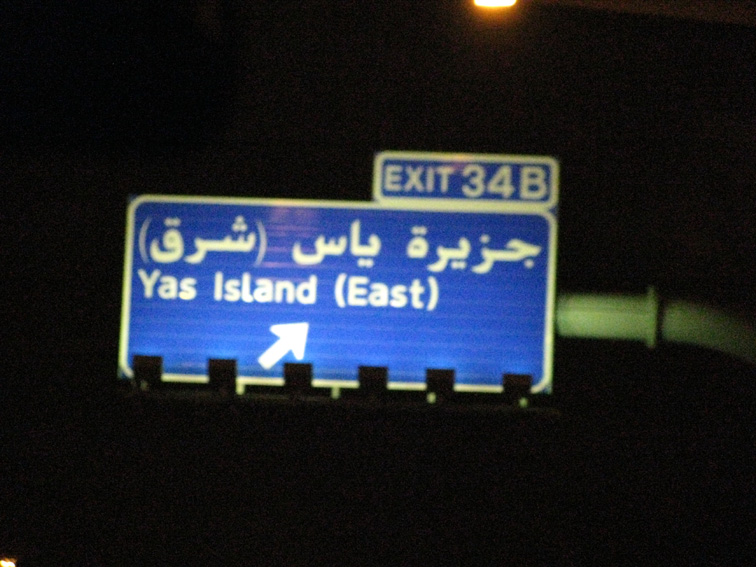 EXIT 34B
جزيرة ياس (شرق)
Yas Island (East)